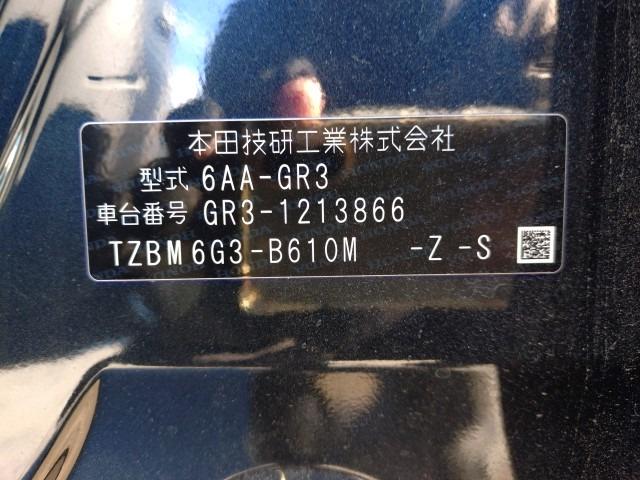 本田技研工業株式会社
型式 6AA-GR3
車台番号 GR3-1213866
TZBM6G3-B610M -Z -S